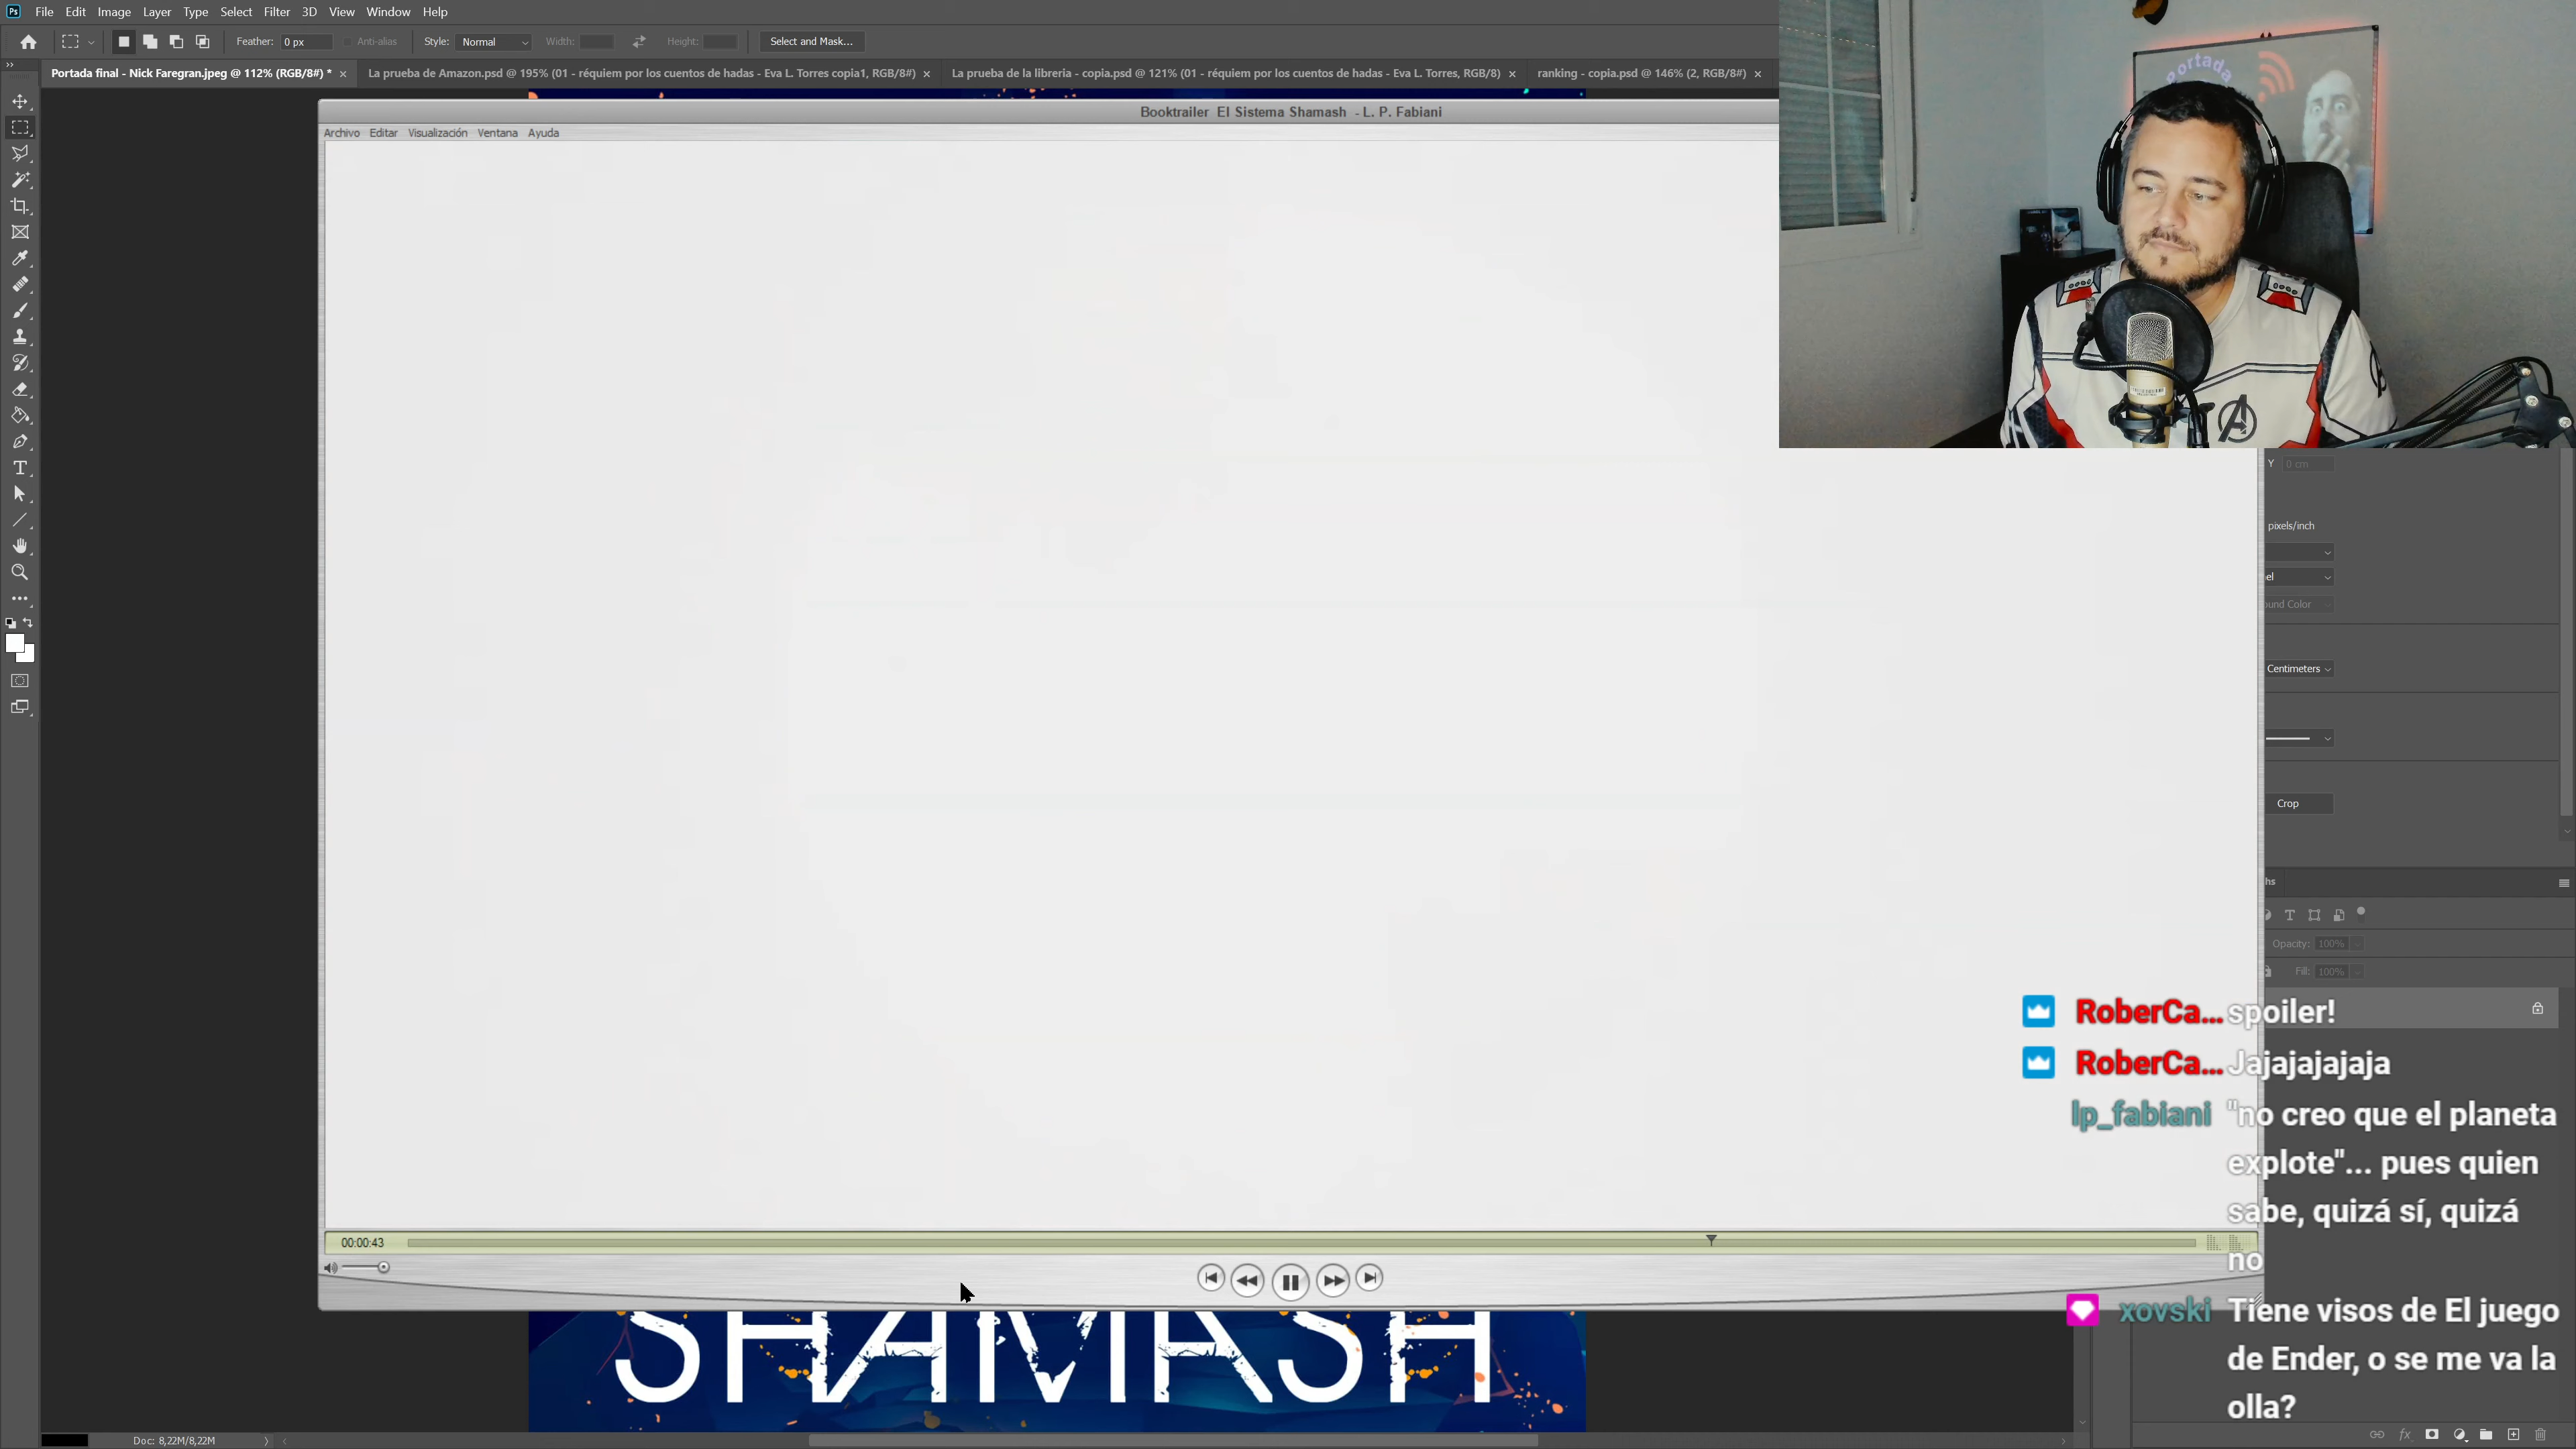 File Edit Image Layer Type Select Filter 3D View Window Help
Feather: 0 px Anti-alias Style: Normal Width: Height: Select and Mask...
Portada final - Nick Faregran.jpeg @ 112% (RGB/8#) * × La prueba de Amazon.psd @ 195% (01 - réquiem por los cuentos de hadas - Eva L. Torres copia1, RGB/8#) × La prueba de la libreria - copia.psd @ 121% (01 - réquiem por los cuentos de hadas - Eva L. Torres, RGB/8) × ranking - copia.psd @ 146% (2, RGB/8#) ×
portada
Booktrailer El Sistema Shamash - L. P. Fabiani
Archivo Editar Visualización Ventana Ayuda
Y 0 cm
pixels/inch
el
und Color
Centimeters
Crop
hs
Opacity: 100%
Fill: 100%
RoberCa... spoiler!
RoberCa... Jajajajajaja
lp_fabiani "no creo que el planeta
explote"... pues quien
sabe, quizá sí, quizá
no
xovski Tiene visos de El juego
de Ender, o se me va la
olla?
00:00:43
SHAMASH
Doc: 8,22M/8,22M